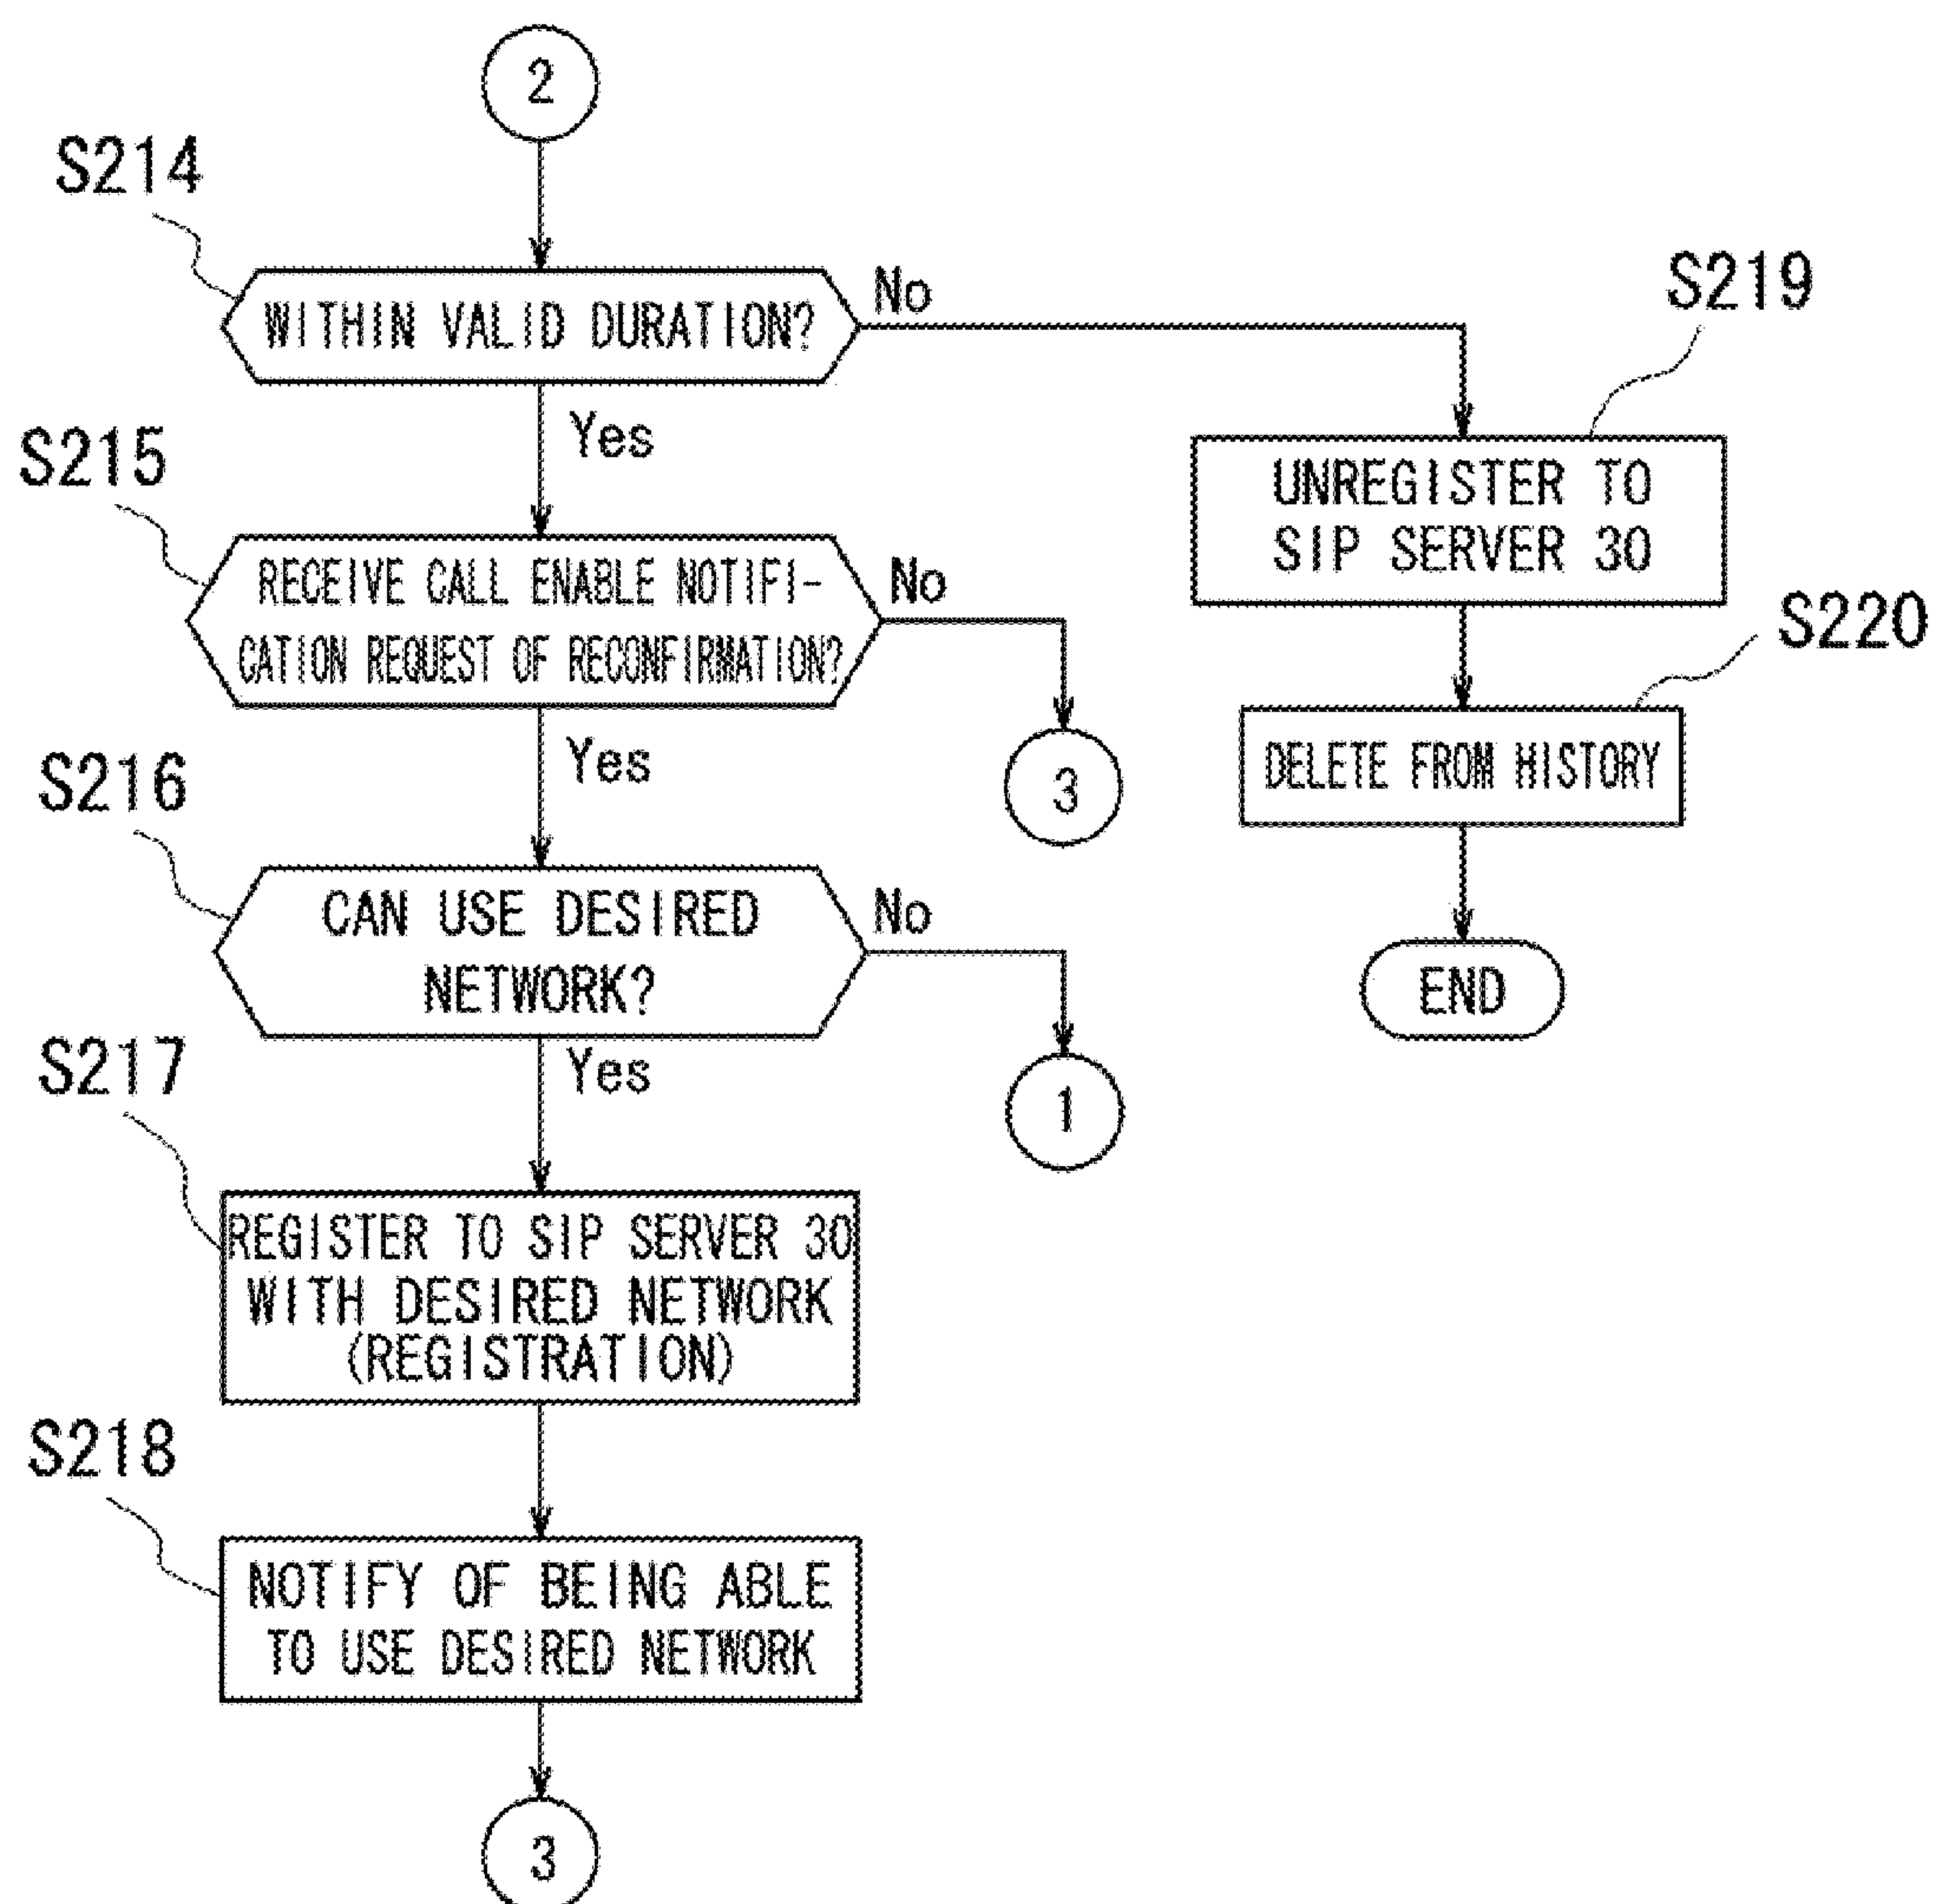 2
S214
WITHIN VALID DURATION?
No
Yes
S219
UNREGISTER TO
SIP SERVER 30
S215
RECEIVE CALL ENABLE NOTIFI-
CATION REQUEST OF RECONFIRMATION?
No
Yes
3
S220
DELETE FROM HISTORY
END
S216
CAN USE DESIRED
NETWORK?
No
Yes
1
S217
REGISTER TO SIP SERVER 30
WITH DESIRED NETWORK
(REGISTRATION)
S218
NOTIFY OF BEING ABLE
TO USE DESIRED NETWORK
3